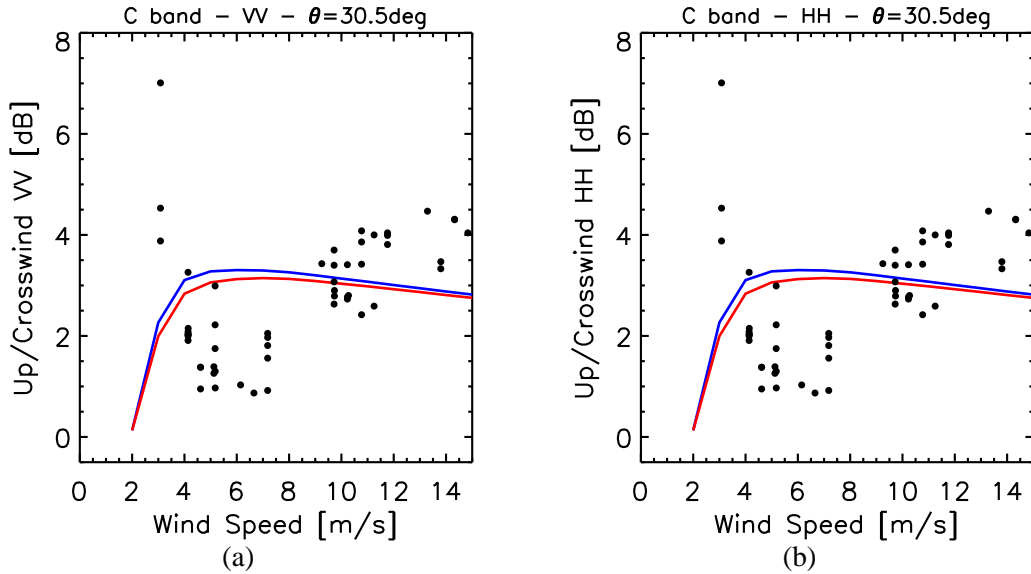 C band – VV – θ=30.5deg
8
6
4
2
0
Up/Crosswind VV [dB]
0 2 4 6 8 10 12 14
Wind Speed [m/s]
(a)
C band – HH – θ=30.5deg
8
6
4
2
0
Up/Crosswind HH [dB]
0 2 4 6 8 10 12 14
Wind Speed [m/s]
(b)